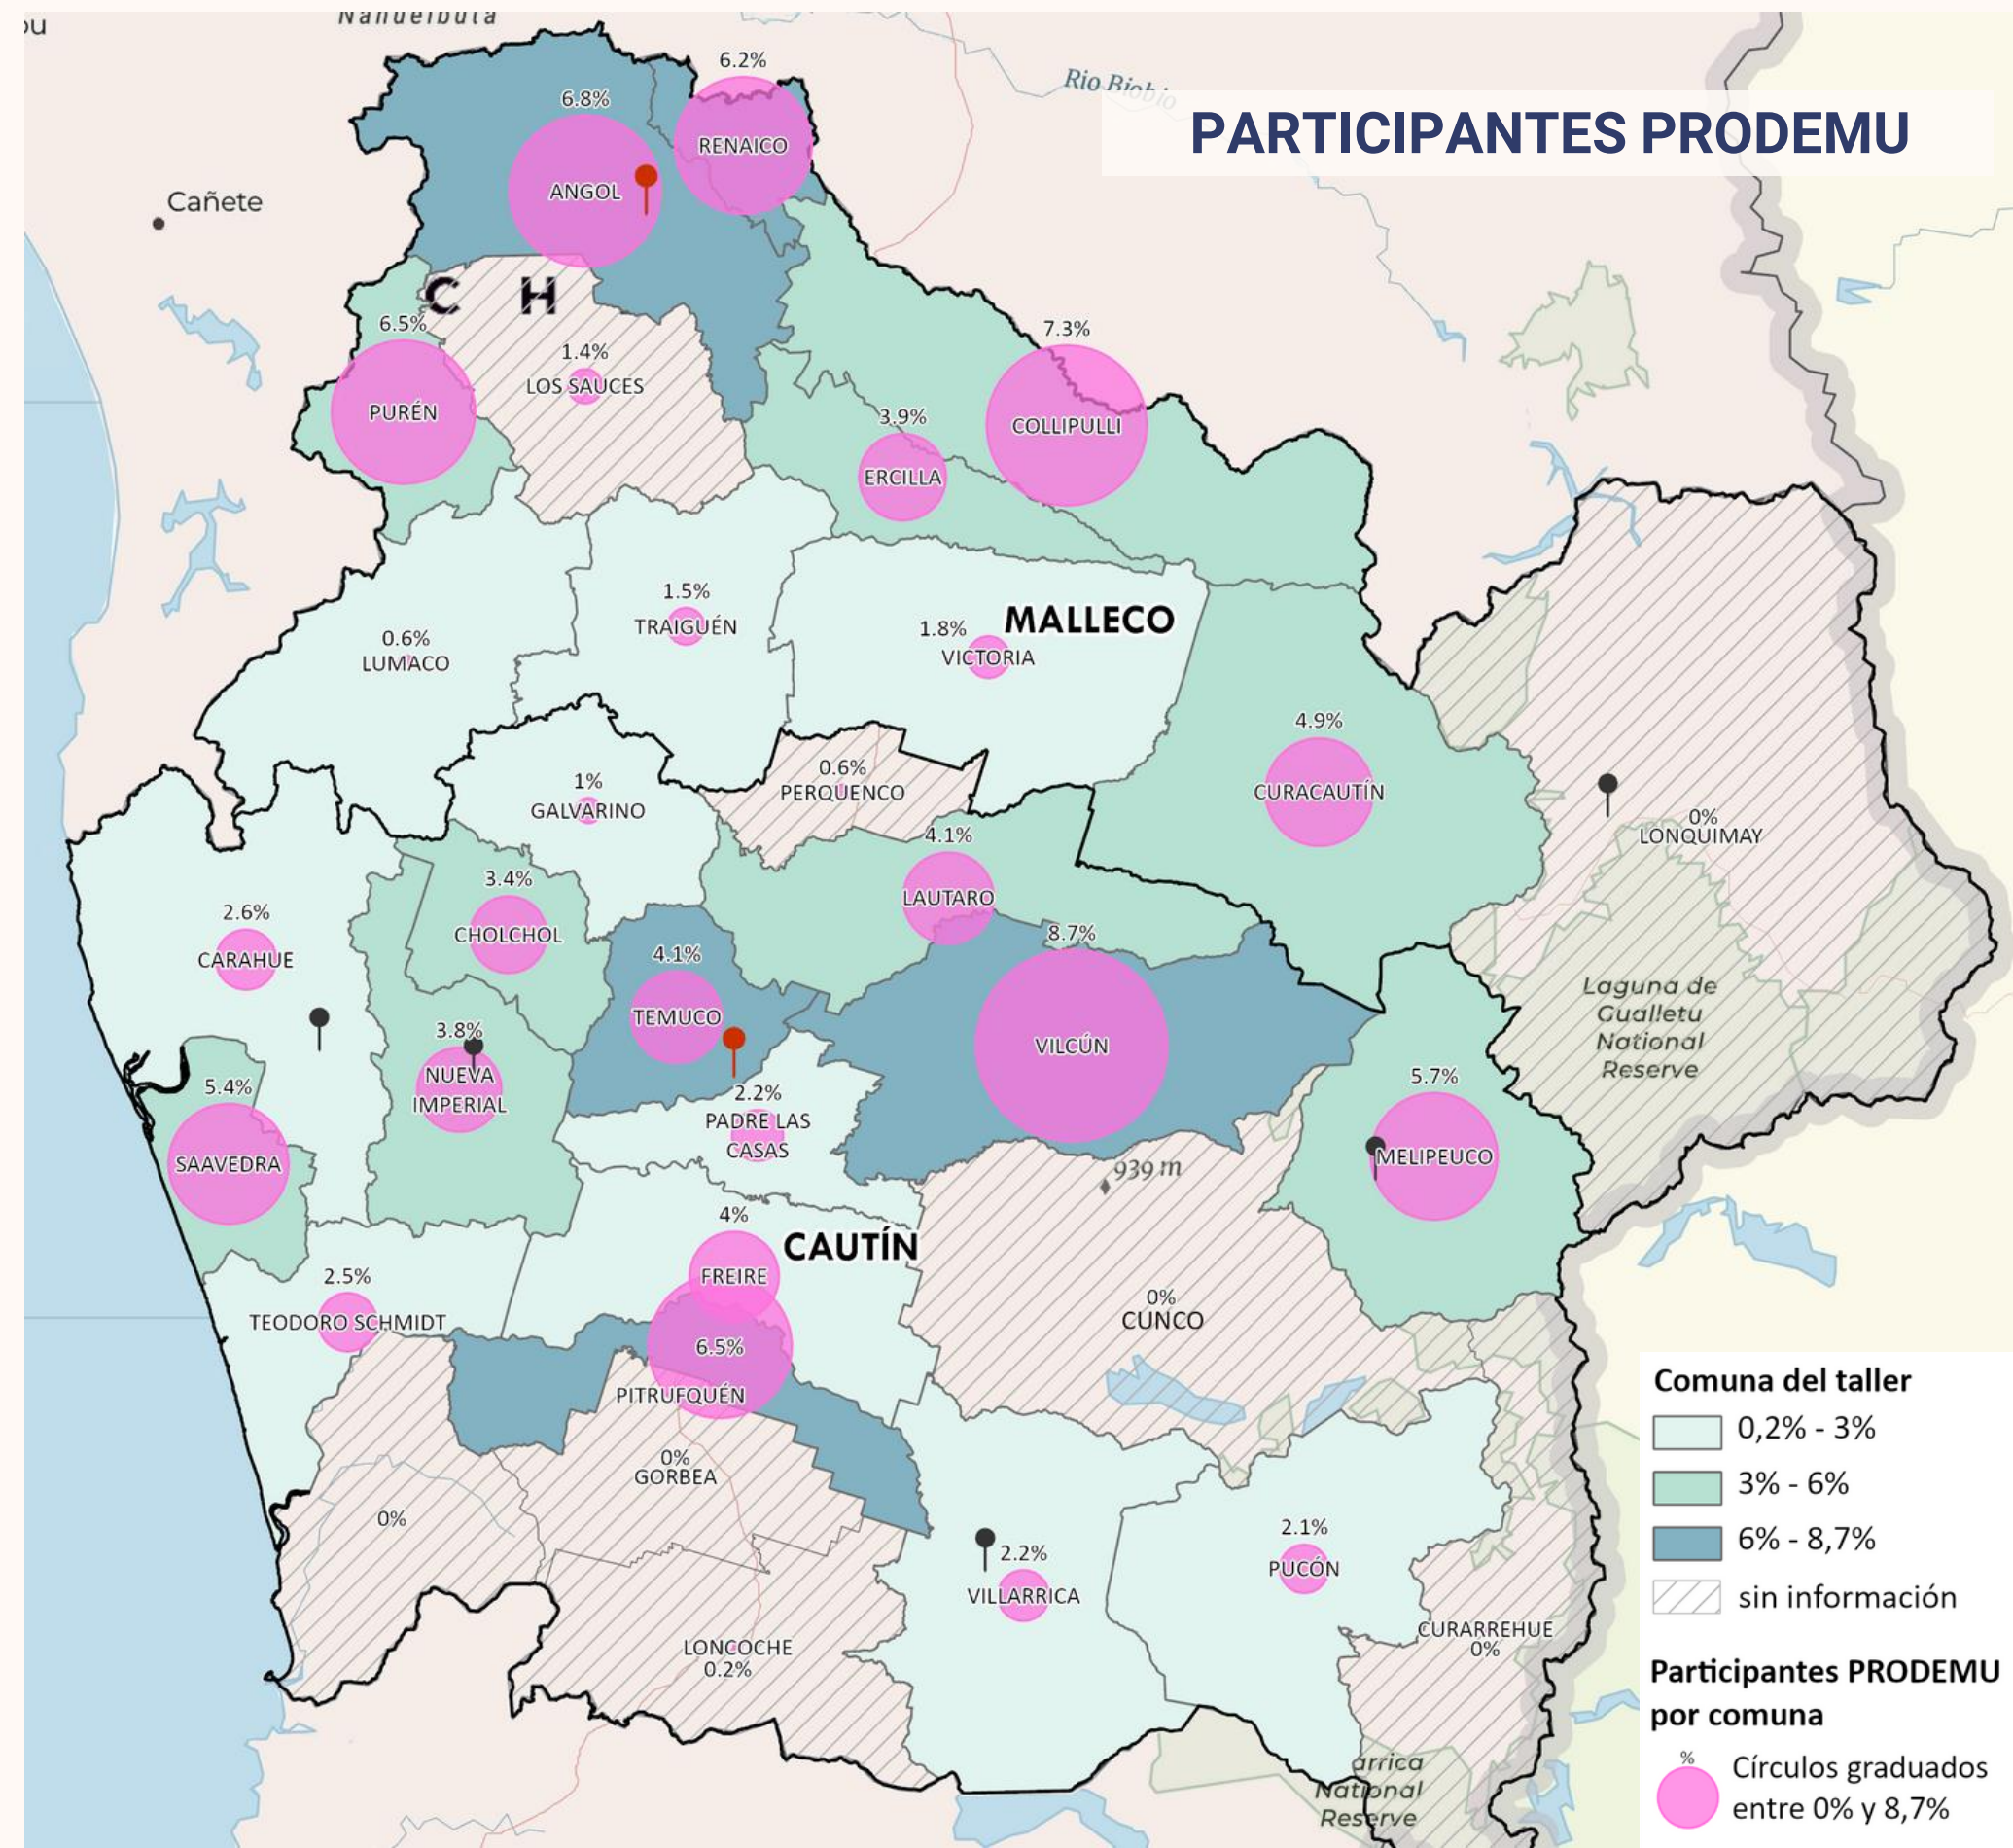 ou
Nahuelbuta
Rio Biobio
PARTICIPANTES PRODEMU
6.2%
RENAICO
6.8%
ANGOL
Cañete
C H
6.5%
PURÉN
1.4%
LOS SAUCES
7.3%
COLLIPULLI
3.9%
ERCILLA
1.5%
TRAIGUÉN
MALLECO
1.8%
VICTORIA
0.6%
LUMACO
4.9%
CURACAUTÍN
0.6%
PERQUENCO
1%
GALVARINO
0%
LONQUIMAY
4.1%
LAUTARO
3.4%
CHOLCHOL
2.6%
CARAHUE
8.7%
VILCÚN
4.1%
TEMUCO
Laguna de
Gualletu
National
Reserve
3.8%
NUEVA
IMPERIAL
5.4%
SAAVEDRA
2.2%
PADRE LAS
CASAS
5.7%
MELIPEUCO
939 m
4%
FREIRE
CAUTÍN
2.5%
TEODORO SCHMIDT
0%
CUNCO
6.5%
PITRUFQUÉN
0%
GORBEA
0%
2.2%
VILLARRICA
2.1%
PUCÓN
LONCOCHE
0.2%
CURARREHUE
0%
arrica
National
Reserve
Comuna del taller
0,2% - 3%
3% - 6%
6% - 8,7%
sin información
Participantes PRODEMU
por comuna
%
Círculos graduados
entre 0% y 8,7%